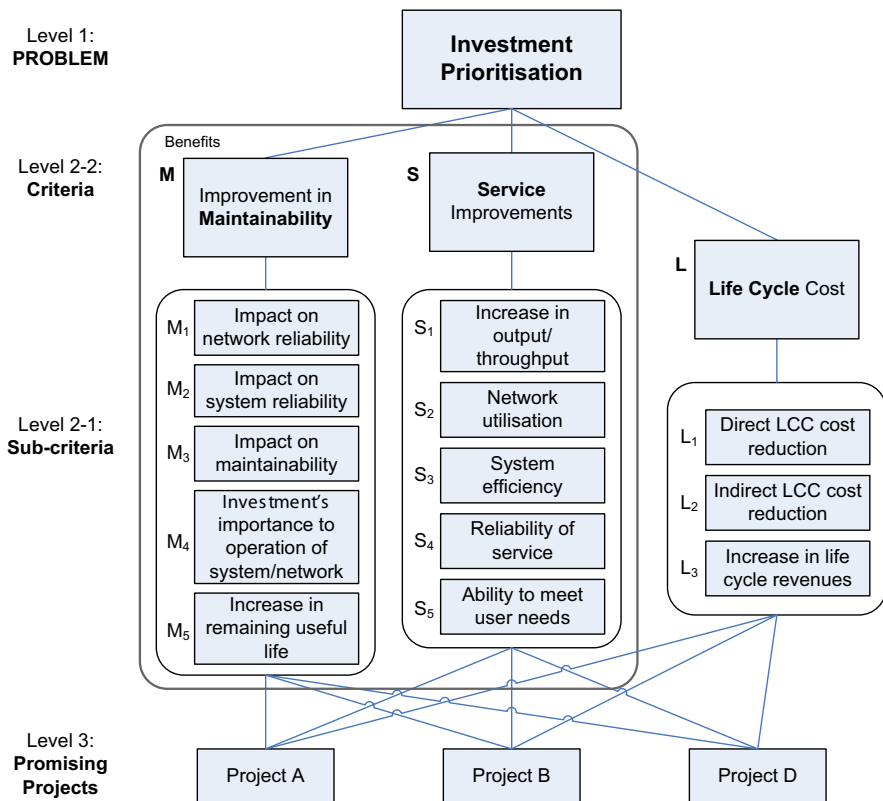 Level 1:
PROBLEM
Investment
Prioritisation
Benefits
Level 2-2:
Criteria
M
Improvement in
Maintainability
S
Service
Improvements
L
Life Cycle Cost
Level 2-1:
Sub-criteria
M1
Impact on
network reliability
M2
Impact on
system reliability
M3
Impact on
maintainability
M4
Investment's
importance to
operation of
system/network
M5
Increase in
remaining useful
life
S1
Increase in
output/
throughput
S2
Network
utilisation
S3
System
efficiency
S4
Reliability of
service
S5
Ability to meet
user needs
L1
Direct LCC cost
reduction
L2
Indirect LCC cost
reduction
L3
Increase in life
cycle revenues
Level 3:
Promising
Projects
Project A
Project B
Project D